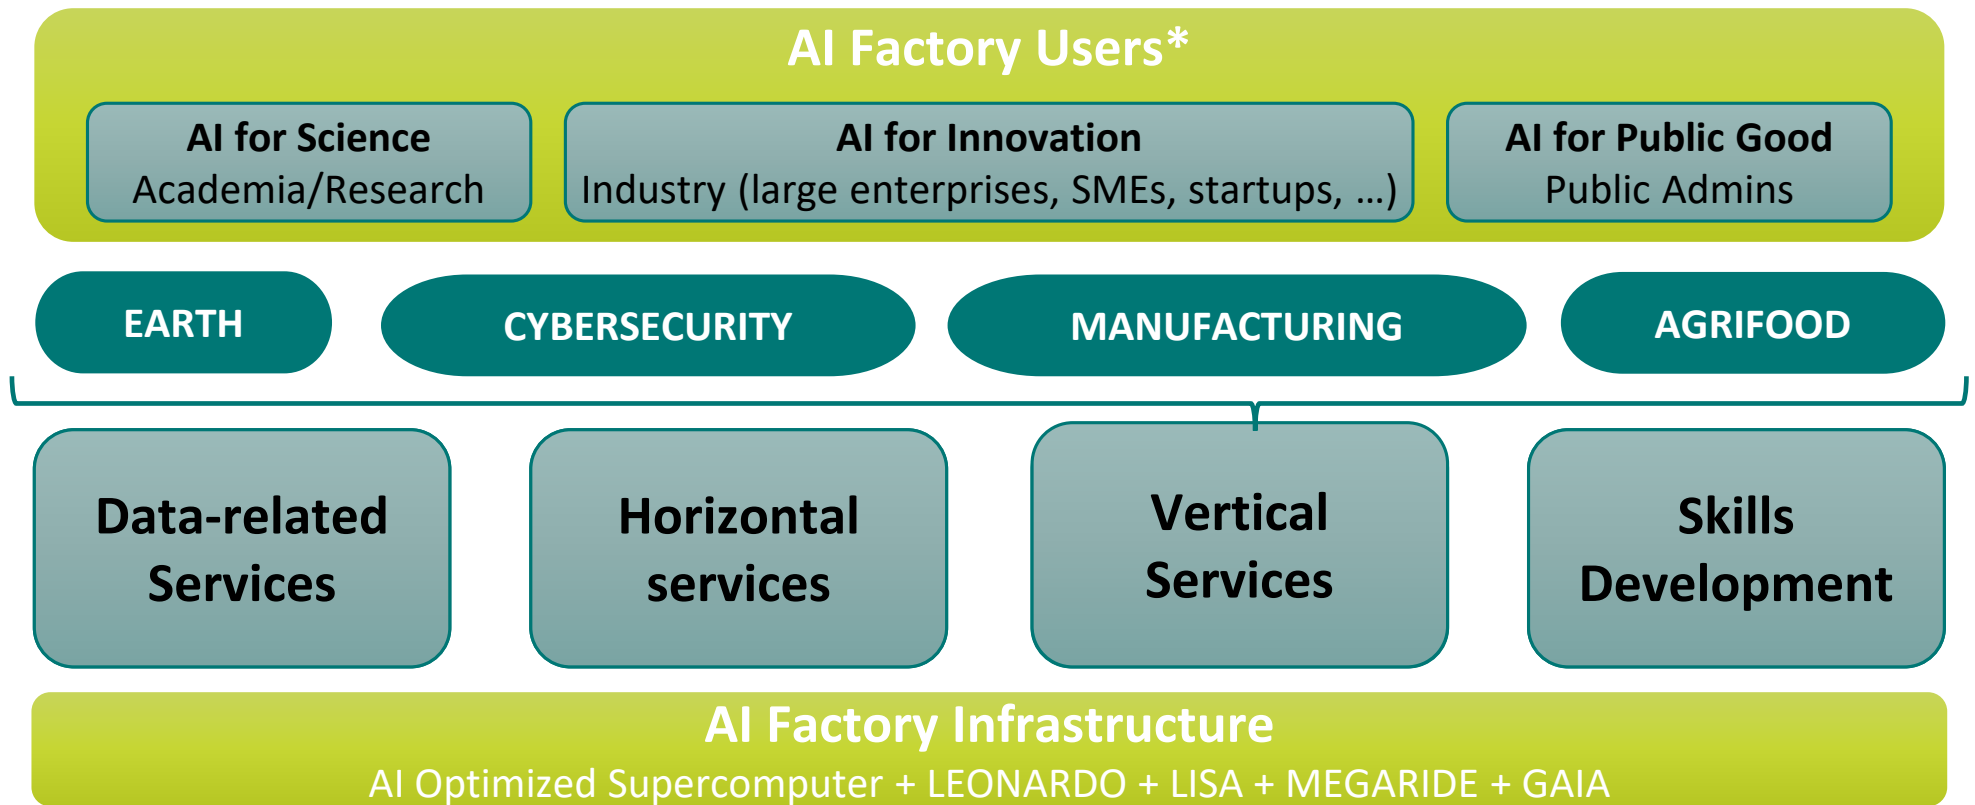 AI Factory Users*
AI for Science
Academia/Research
AI for Innovation
Industry (large enterprises, SMEs, startups, …)
AI for Public Good
Public Admins
EARTH
CYBERSECURITY
MANUFACTURING
AGRIFOOD
Data-related
Services
Horizontal
services
Vertical
Services
Skills
Development
AI Factory Infrastructure
AI Optimized Supercomputer + LEONARDO + LISA + MEGARIDE + GAIA